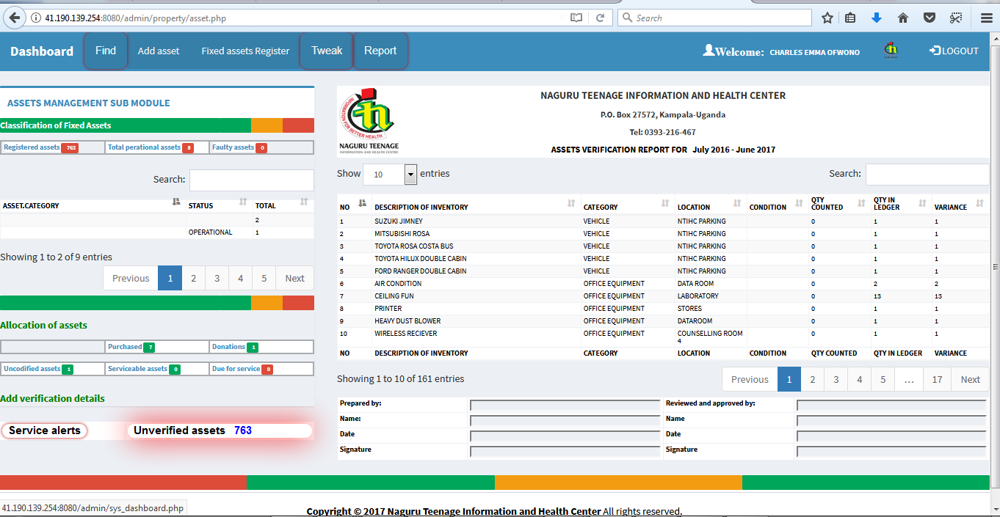 41.190.139.254:8080/admin/property/asset.php
Search
Dashboard
Find
Add asset
Fixed assets Register
Tweak
Report
Welcome: CHARLES EMMA OFWONO
LOGOUT
ASSETS MANAGEMENT SUB MODULE
Classification of Fixed Assets
Registered assets 763
Total perational assets 8
Faulty assets 0
Search:
ASSET.CATEGORY STATUS TOTAL
2
OPERATIONAL 1
Showing 1 to 2 of 9 entries
Previous 1 2 3 4 5 Next
Allocation of assets
Purchased 7
Donations 1
Uncodified assets 1
Serviceable assets 0
Due for service 0
Add verification details
Service alerts
Unverified assets 763
INFORMATION FOR BETTER HEALTH
NAGURU TEENAGE
INFORMATION AND HEALTH CENTRE
NAGURU TEENAGE INFORMATION AND HEALTH CENTER
P.O. Box 27572, Kampala-Uganda
Tel: 0393-216-467
ASSETS VERIFICATION REPORT FOR July 2016 - June 2017
Show 10 entries
Search:
NO DESCRIPTION OF INVENTORY CATEGORY LOCATION CONDITION QTY COUNTED QTY IN LEDGER VARIANCE
1 SUZUKI JIMNEY VEHICLE NTIHC PARKING 0 1 1
2 MITSUBISHI ROSA VEHICLE NTIHC PARKING 0 1 1
3 TOYOTA ROSA COSTA BUS VEHICLE NTIHC PARKING 0 1 1
4 TOYOTA HILUX DOUBLE CABIN VEHICLE NTIHC PARKING 0 1 1
5 FORD RANGER DOUBLE CABIN VEHICLE NTIHC PARKING 0 1 1
6 AIR CONDITION OFFICE EQUIPMENT DATA ROOM 0 2 2
7 CEILING FUN OFFICE EQUIPMENT LABORATORY 0 13 13
8 PRINTER OFFICE EQUIPMENT STORES 0 1 1
9 HEAVY DUST BLOWER OFFICE EQUIPMENT DATAROOM 0 1 1
10 WIRELESS RECIEVER OFFICE EQUIPMENT COUNSELLING ROOM 4 0 1 1
NO DESCRIPTION OF INVENTORY CATEGORY LOCATION CONDITION QTY COUNTED QTY IN LEDGER VARIANCE
Showing 1 to 10 of 161 entries
Previous 1 2 3 4 5 ... 17 Next
Prepared by: Reviewed and approved by:
Name: Name
Date Date
Signature Signature
41.190.139.254:8080/admin/sys_dashboard.php
Copyright © 2017 Naguru Teenage Information and Health Center All rights reserved.